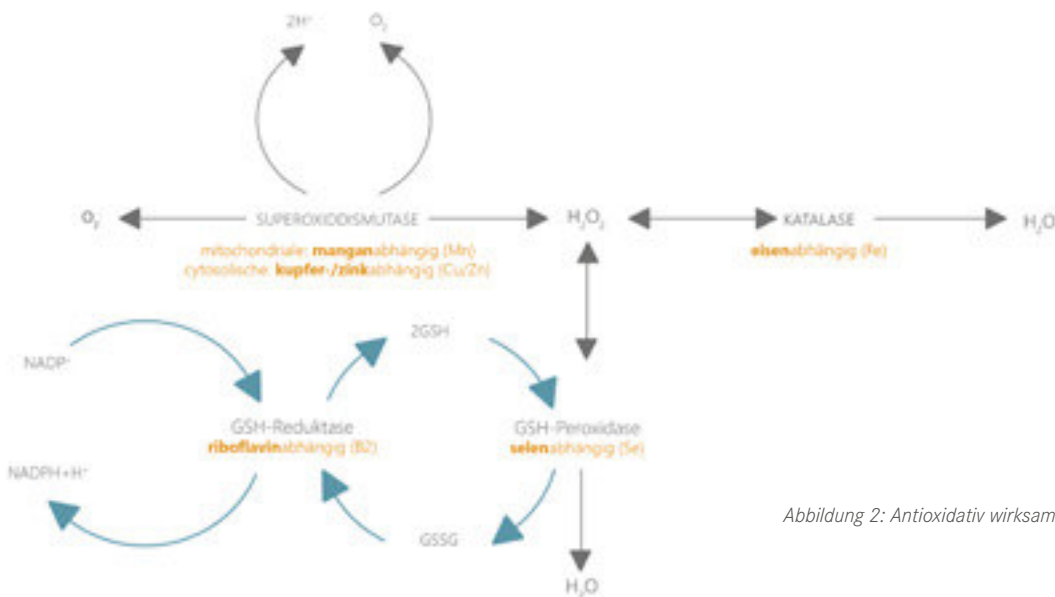 2H⁺ O₂
O₂⁻ SUPEROXIDDISMUTASE H₂O₂ KATALASE H₂O
mitochondriale: manganabhängig (Mn)
cytosolische: kupfer-/zinkabhängig (Cu/Zn)
eisenabhängig (Fe)
2GSH
NADP⁺
GSH-Reduktase
riboflavinabhängig (B2)
GSH-Peroxidase
selenabhängig (Se)
NADPH+H⁺
GSSG
H₂O
Abbildung 2: Antioxidativ wirksam